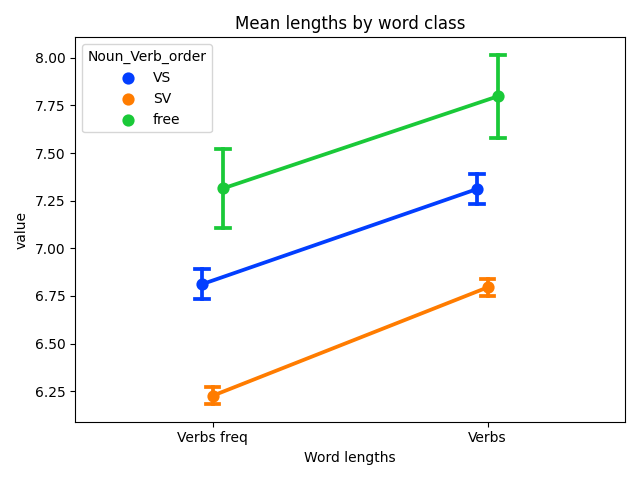 Mean lengths by word class
Noun_Verb_order
VS
SV
free
value
8.00
7.75
7.50
7.25
7.00
6.75
6.50
6.25
Verbs freq
Verbs
Word lengths